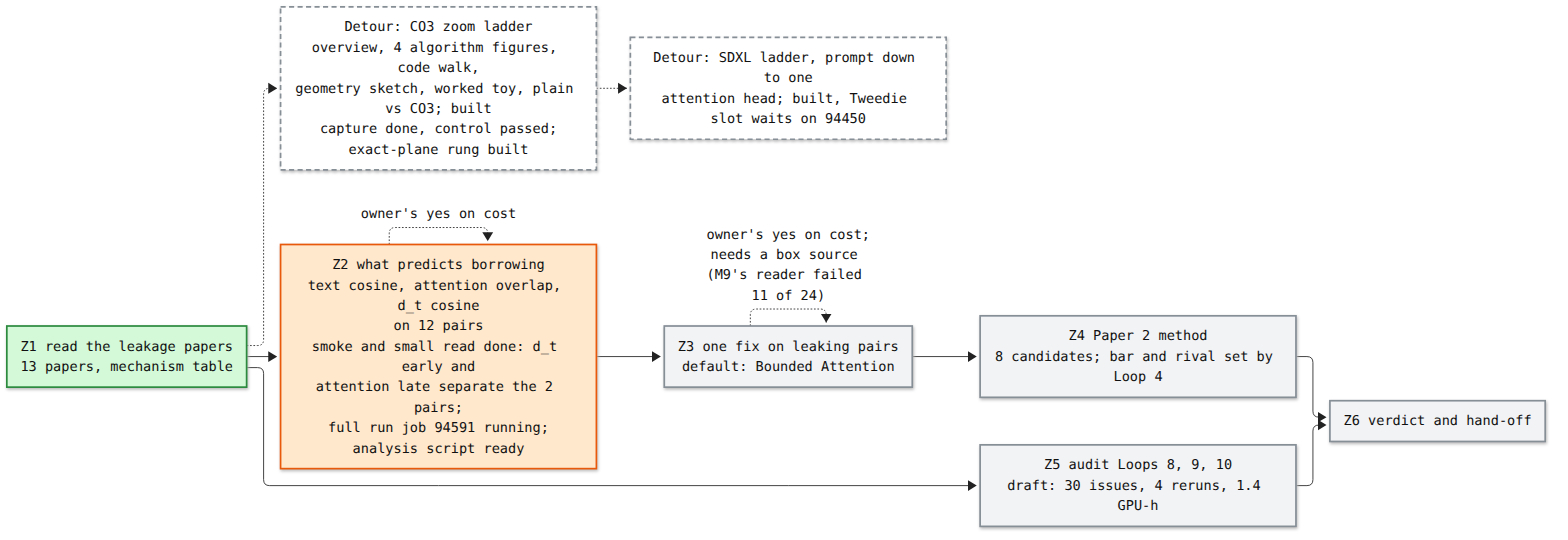 Detour: CO3 zoom ladder
overview, 4 algorithm figures,
code walk,
geometry sketch, worked toy, plain
vs CO3; built
capture done, control passed;
exact-plane rung built
Detour: SDXL ladder, prompt down
to one
attention head; built, Tweedie
slot waits on 94450
owner's yes on cost
Z2 what predicts borrowing
text cosine, attention overlap,
d_t cosine
on 12 pairs
smoke and small read done: d_t
early and
attention late separate the 2
pairs;
full run job 94591 running;
analysis script ready
owner's yes on cost;
needs a box source
(M9's reader failed
11 of 24)
Z1 read the leakage papers
13 papers, mechanism table
Z3 one fix on leaking pairs
default: Bounded Attention
Z4 Paper 2 method
8 candidates; bar and rival set by
Loop 4
Z6 verdict and hand-off
Z5 audit Loops 8, 9, 10
draft: 30 issues, 4 reruns, 1.4
GPU-h